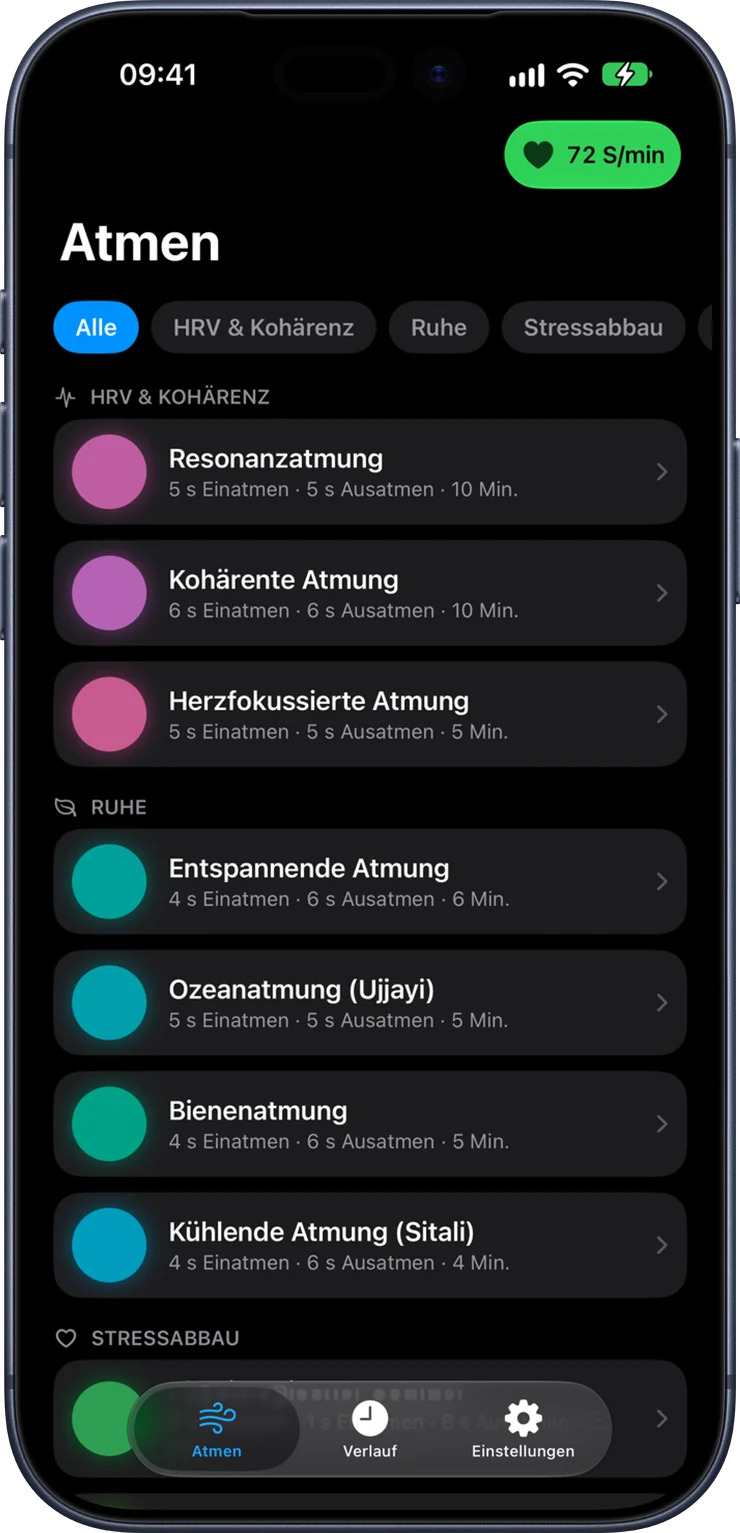 09:41
72 S/min
Atmen
Alle
HRV & Kohärenz
Ruhe
Stressabbau
HRV & KOHÄRENZ
Resonanzatmung
5 s Einatmen · 5 s Ausatmen · 10 Min.
Kohärente Atmung
6 s Einatmen · 6 s Ausatmen · 10 Min.
Herzfokussierte Atmung
5 s Einatmen · 5 s Ausatmen · 5 Min.
RUHE
Entspannende Atmung
4 s Einatmen · 6 s Ausatmen · 6 Min.
Ozeanatmung (Ujjayi)
5 s Einatmen · 5 s Ausatmen · 5 Min.
Bienenatmung
4 s Einatmen · 6 s Ausatmen · 5 Min.
Kühlende Atmung (Sitali)
4 s Einatmen · 6 s Ausatmen · 4 Min.
STRESSABBAU
Atmen
Verlauf
Einstellungen